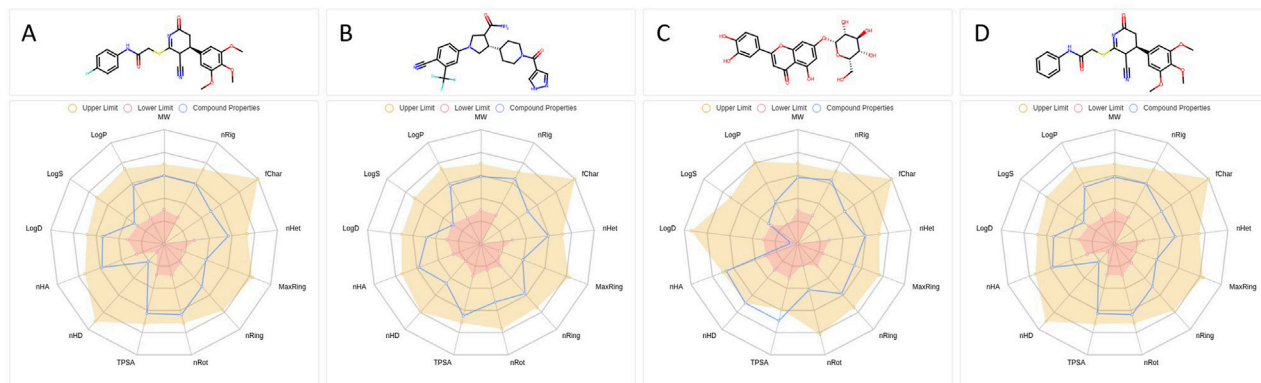 A
B
C
D
Upper Limit Lower Limit Compound Properties
MW
nRig
fChar
nHet
MaxRing
nRing
nRot
TPSA
nHD
nHA
LogD
LogS
LogP
Upper Limit Lower Limit Compound Properties
MW
nRig
fChar
nHet
MaxRing
nRing
nRot
TPSA
nHD
nHA
LogD
LogS
LogP
Upper Limit Lower Limit Compound Properties
MW
nRig
fChar
nHet
MaxRing
nRing
nRot
TPSA
nHD
nHA
LogD
LogS
LogP
Upper Limit Lower Limit Compound Properties
MW
nRig
fChar
nHet
MaxRing
nRing
nRot
TPSA
nHD
nHA
LogD
LogS
LogP